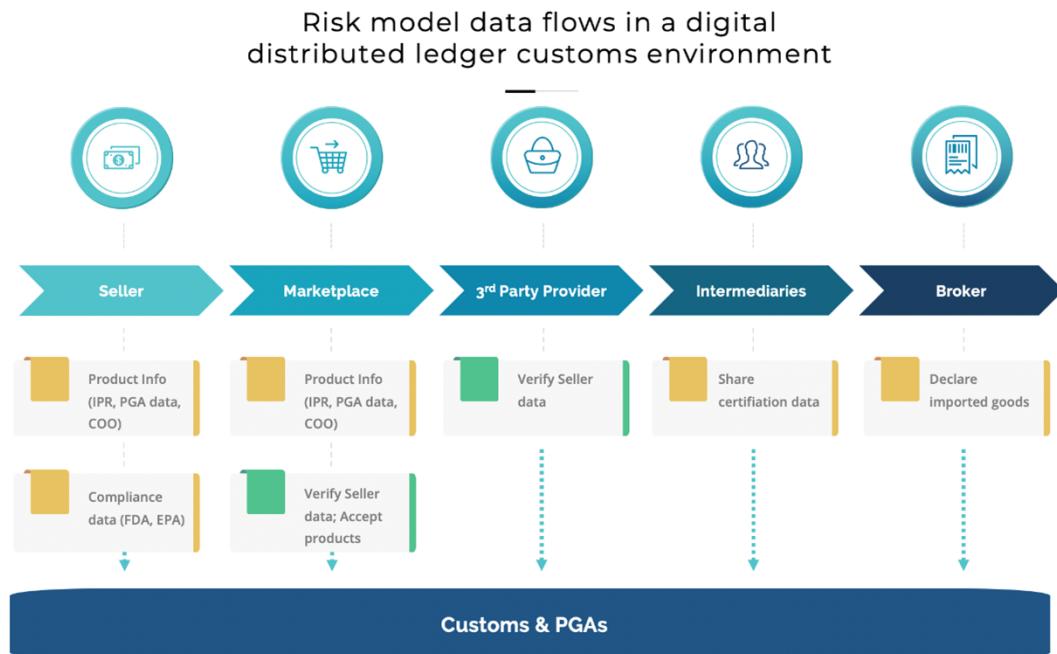 Risk model data flows in a digital
distributed ledger customs environment
Seller
Marketplace
3rd Party Provider
Intermediaries
Broker
Product Info
(IPR, PGA data,
COO)
Product Info
(IPR, PGA data,
COO)
Verify Seller
data
Share
certifiation data
Declare
imported goods
Compliance
data (FDA, EPA)
Verify Seller
data; Accept
products
Customs & PGAs